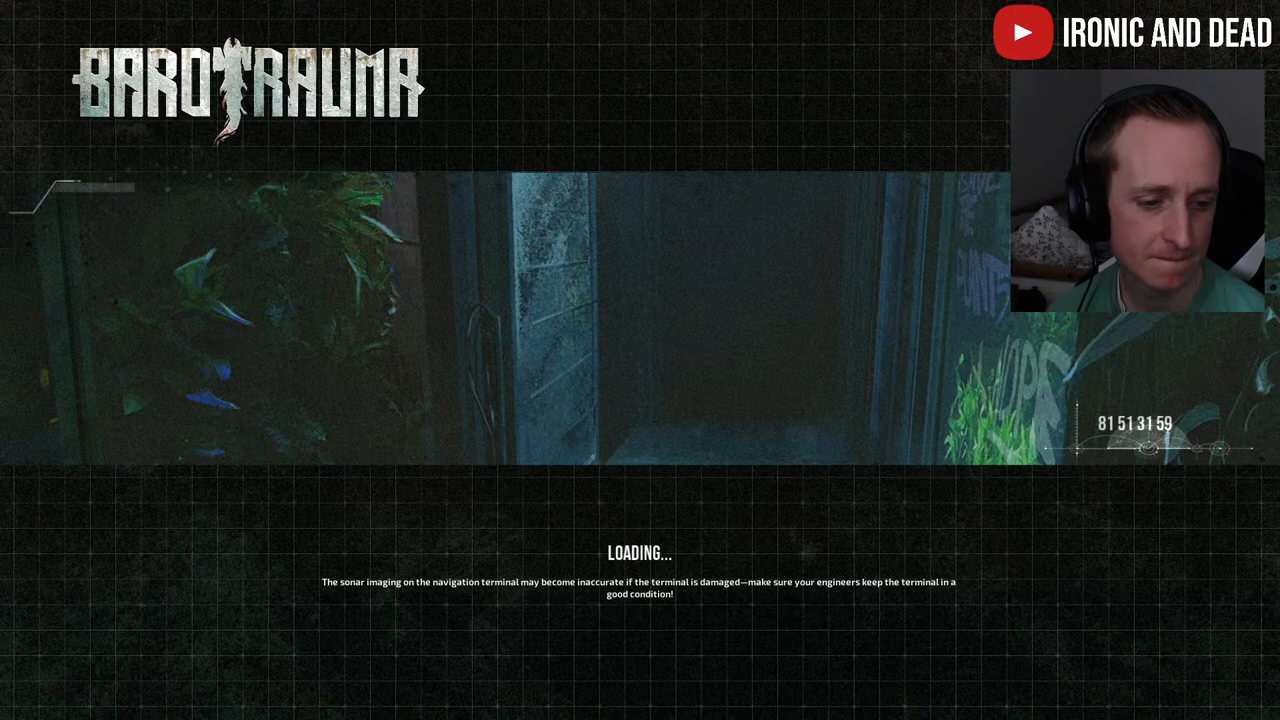 BAROTRAUMA
IRONIC AND DEAD
81 51 31 59
LOADING...
The sonar imaging on the navigation terminal may become inaccurate if the terminal is damaged—make sure your engineers keep the terminal in a
good condition!